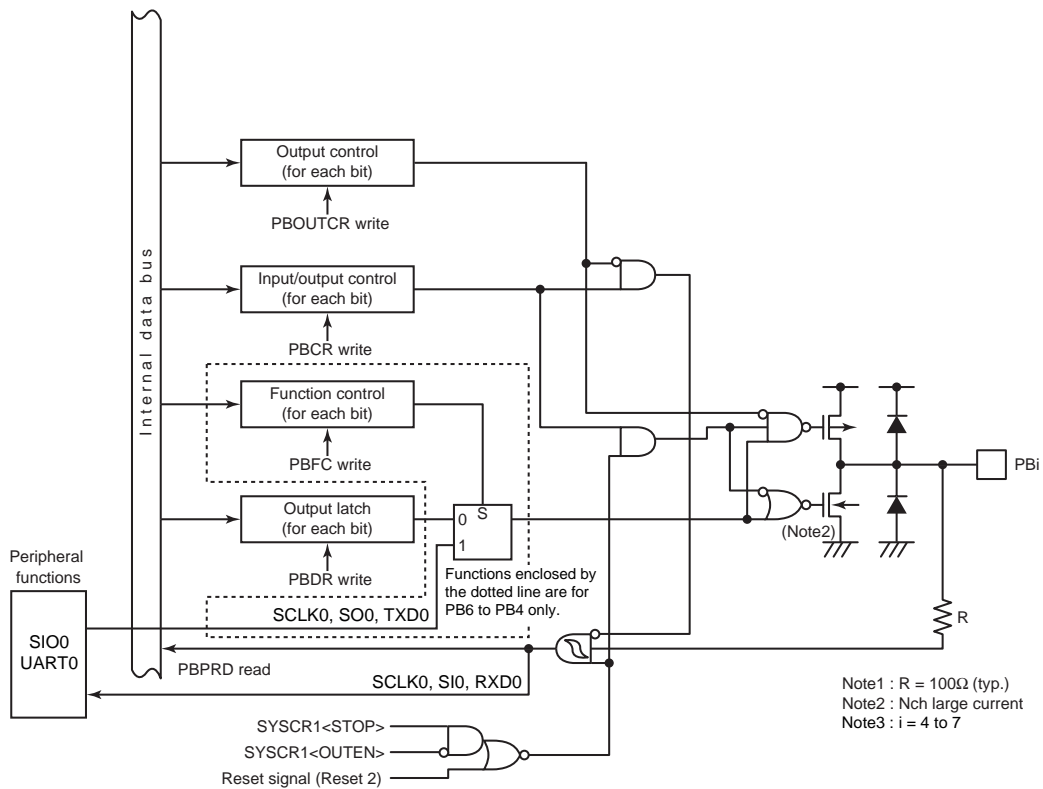 Output control
(for each bit)
PBOUTCR write
Internal data bus
Input/output control
(for each bit)
PBCR write
Function control
(for each bit)
PBFC write
PBi
Output latch
(for each bit)
0
S
1
(Note2)
PBDR write
Functions enclosed by
the dotted line are for
PB6 to PB4 only.
Peripheral
functions
SIO0
UART0
SCLK0, SO0, TXD0
R
PBPRD read
SCLK0, SI0, RXD0
Note1 : R = 100Ω (typ.)
Note2 : Nch large current
Note3 : i = 4 to 7
SYSCR1<STOP>
SYSCR1<OUTEN>
Reset signal (Reset 2)